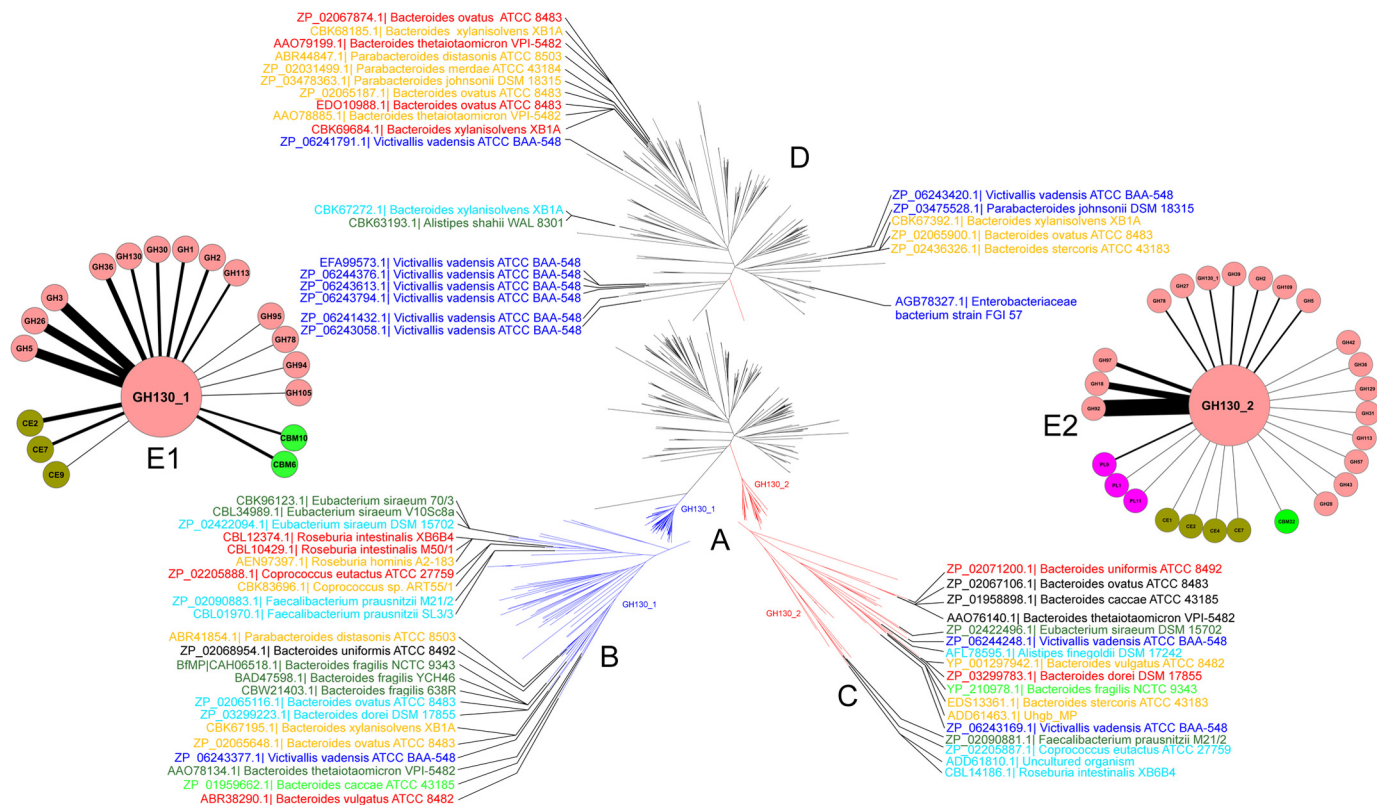 ZP_02067874.1| Bacteroides ovatus ATCC 8483
CBK68185.1| Bacteroides xylanisolvens XB1A
AAO79199.1| Bacteroides thetaiotaomicron VPI-5482
ABR44847.1| Parabacteroides distasonis ATCC 8503
ZP_02031499.1| Parabacteroides merdae ATCC 43184
ZP_03478363.1| Parabacteroides johnsonii DSM 18315
ZP_02065187.1| Bacteroides ovatus ATCC 8483
EDO10988.1| Bacteroides ovatus ATCC 8483
AAO78885.1| Bacteroides thetaiotaomicron VPI-5482
CBK69684.1| Bacteroides xylanisolvens XB1A
ZP_06241791.1| Victivallis vadensis ATCC BAA-548
D
CBK67272.1| Bacteroides xylanisolvens XB1A
CBK63193.1| Alistipes shahii WAL 8301
EFA99573.1| Victivallis vadensis ATCC BAA-548
ZP_06244376.1| Victivallis vadensis ATCC BAA-548
ZP_06243613.1| Victivallis vadensis ATCC BAA-548
ZP_06243794.1| Victivallis vadensis ATCC BAA-548
ZP_06241432.1| Victivallis vadensis ATCC BAA-548
ZP_06243058.1| Victivallis vadensis ATCC BAA-548
ZP_06243420.1| Victivallis vadensis ATCC BAA-548
ZP_03475528.1| Parabacteroides johnsonii DSM 18315
CBK67392.1| Bacteroides xylanisolvens XB1A
ZP_02065900.1| Bacteroides ovatus ATCC 8483
ZP_02436326.1| Bacteroides stercoris ATCC 43183
AGB78327.1| Enterobacteriaceae
bacterium strain FGI 57
GH5
GH26
GH3
GH36
GH130
GH30
GH1
GH2
GH113
GH95
GH78
GH94
GH105
GH130_1
CE2
CE7
CE9
CBM10
CBM6
E1
GH92
GH18
GH97
GH78
GH27
GH130_1
GH38
GH2
GH109
GH5
GH42
GH36
GH129
GH31
GH113
GH57
GH43
GH28
GH130_2
PL1
PL11
CE1
CE2
CE4
CE7
CBM32
E2
GH130_1
GH130_2
A
CBK96123.1| Eubacterium siraeum 70/3
CBL34989.1| Eubacterium siraeum V10Sc8a
ZP_02422094.1| Eubacterium siraeum DSM 15702
CBL12374.1| Roseburia intestinalis XB6B4
CBL10429.1| Roseburia intestinalis M50/1
AEN97397.1| Roseburia hominis A2-183
ZP_02205888.1| Coprococcus eutactus ATCC 27759
CBK83696.1| Coprococcus sp. ART55/1
ZP_02090883.1| Faecalibacterium prausnitzii M21/2
CBL01970.1| Faecalibacterium prausnitzii SL3/3
GH130_1
ABR41854.1| Parabacteroides distasonis ATCC 8503
ZP_02068954.1| Bacteroides uniformis ATCC 8492
BfMP|CAH06518.1| Bacteroides fragilis NCTC 9343
BAD47598.1| Bacteroides fragilis YCH46
CBW21403.1| Bacteroides fragilis 638R
ZP_02065116.1| Bacteroides ovatus ATCC 8483
ZP_03299223.1| Bacteroides dorei DSM 17855
CBK67195.1| Bacteroides xylanisolvens XB1A
ZP_02065648.1| Bacteroides ovatus ATCC 8483
ZP_06243377.1| Victivallis vadensis ATCC BAA-548
AAO78134.1| Bacteroides thetaiotaomicron VPI-5482
ZP_01959662.1| Bacteroides caccae ATCC 43185
ABR38290.1| Bacteroides vulgatus ATCC 8482
B
GH130_2
C
ZP_02071200.1| Bacteroides uniformis ATCC 8492
ZP_02067106.1| Bacteroides ovatus ATCC 8483
ZP_01958898.1| Bacteroides caccae ATCC 43185
AAO76140.1| Bacteroides thetaiotaomicron VPI-5482
ZP_02422496.1| Eubacterium siraeum DSM 15702
ZP_06244248.1| Victivallis vadensis ATCC BAA-548
AFL78595.1| Alistipes finegoldii DSM 17242
YP_001297942.1| Bacteroides vulgatus ATCC 8482
ZP_03299783.1| Bacteroides dorei DSM 17855
YP_210978.1| Bacteroides fragilis NCTC 9343
EDS13361.1| Bacteroides stercoris ATCC 43183
ADD61463.1| Uhgb_MP
ZP_06243169.1| Victivallis vadensis ATCC BAA-548
ZP_02090881.1| Faecalibacterium prausnitzii M21/2
ZP_02205887.1| Coprococcus eutactus ATCC 27759
ADD61810.1| Uncultured organism
CBL14186.1| Roseburia intestinalis XB6B4